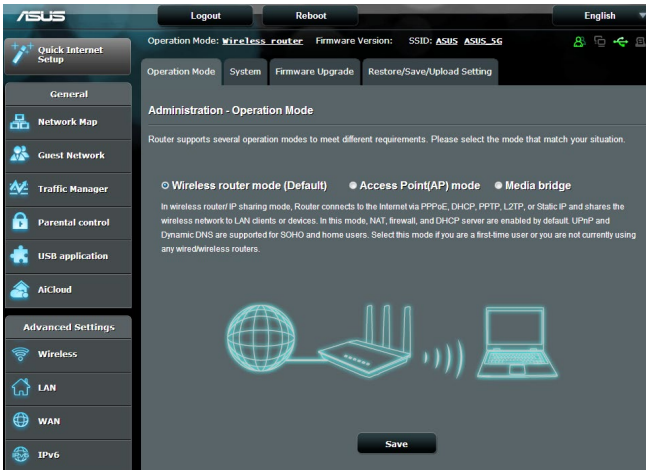 ASUS
Logout
Reboot
English
Operation Mode: Wireless router Firmware Version: SSID: ASUS ASUS_5G
Quick Internet
Setup
General
Network Map
Guest Network
Traffic Manager
Parental control
USB application
AiCloud
Advanced Settings
Wireless
LAN
WAN
IPv6
Operation Mode
System
Firmware Upgrade
Restore/Save/Upload Setting
Administration - Operation Mode
Router supports several operation modes to meet different requirements. Please select the mode that match your situation.
Wireless router mode (Default)
Access Point(AP) mode
Media bridge
In wireless router/ IP sharing mode, Router connects to the Internet via PPPoE, DHCP, PPTP, L2TP, or Static IP and shares the
wireless network to LAN clients or devices. In this mode, NAT, firewall, and DHCP server are enabled by default. UPnP and
Dynamic DNS are supported for SOHO and home users. Select this mode if you are a first-time user or you are not currently using
any wired/wireless routers.
Save